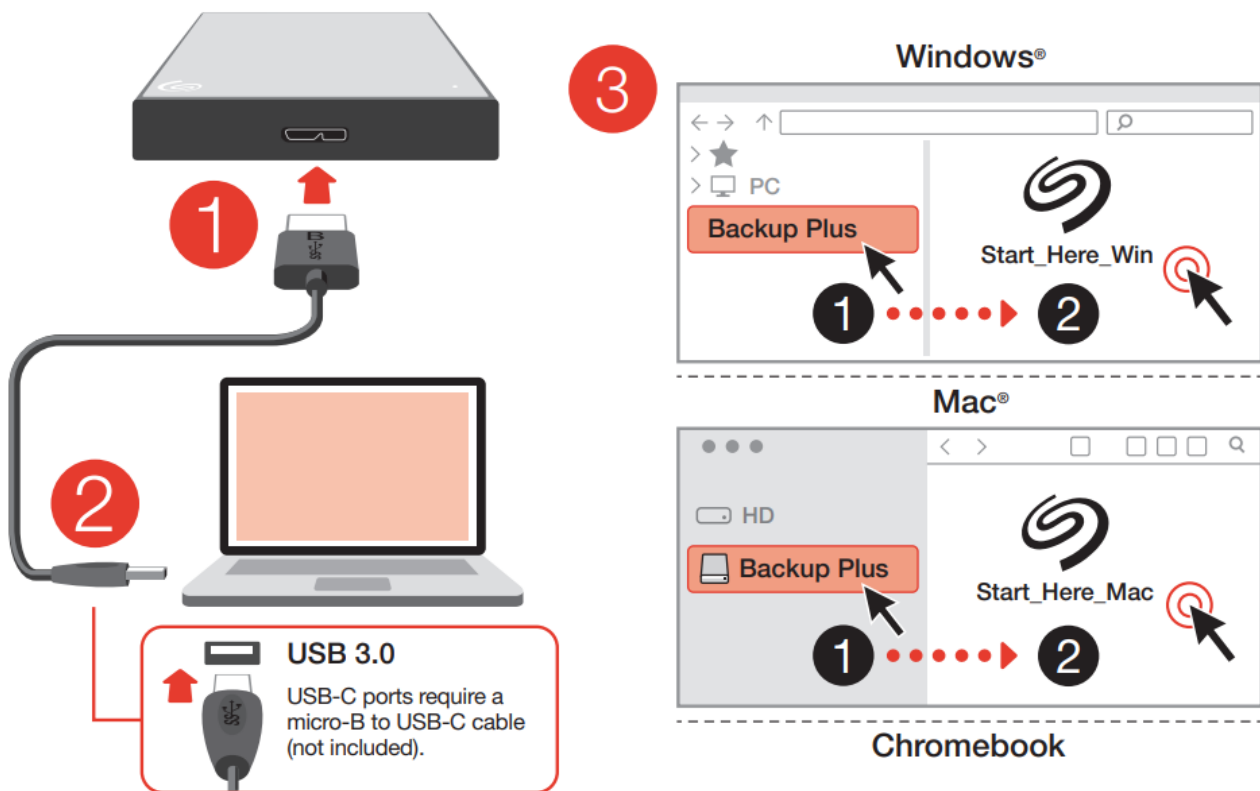 1
B
2
USB 3.0
USB-C ports require a
micro-B to USB-C cable
(not included).
3
Windows®
PC
Backup Plus
Start_Here_Win
1
2
Mac®
HD
Backup Plus
Start_Here_Mac
1
2
Chromebook